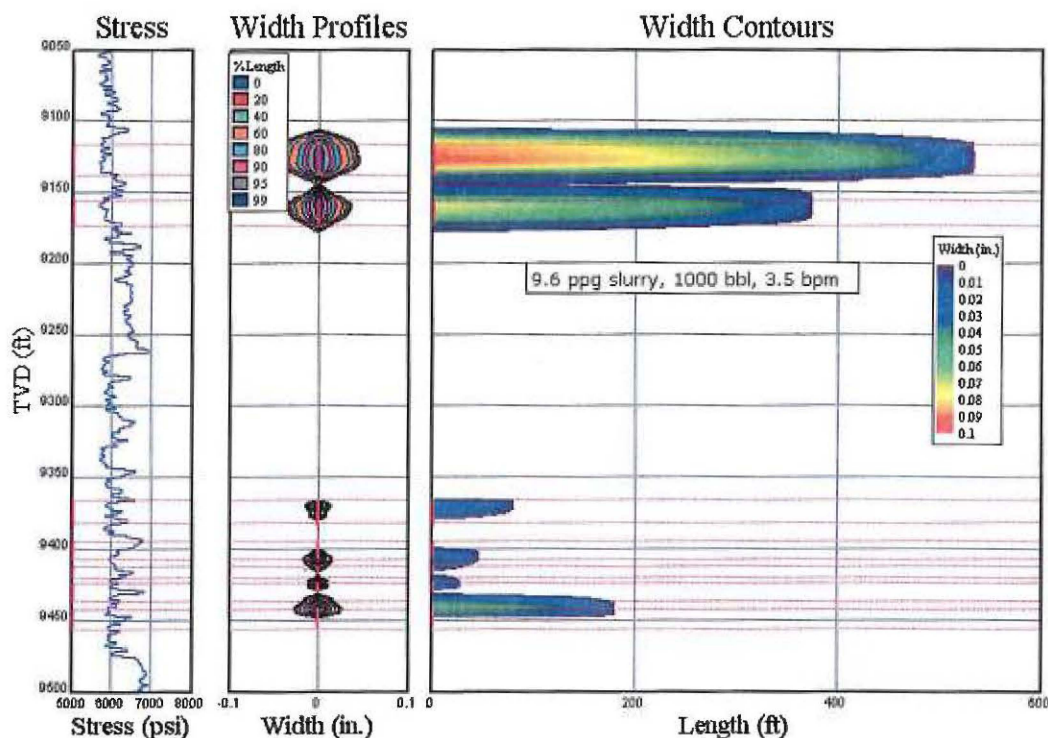 Stress
Width Profiles
Width Contours
9050
9100
9150
9200
9250
9300
9350
9400
9450
9500
TVD (ft)
% Length
0
20
40
60
80
90
95
99
9.6 ppg slurry, 1000 bbl, 3.5 bpm
Width (in.)
0
0.01
0.02
0.03
0.04
0.05
0.06
0.07
0.08
0.09
0.1
5000 6000 7000 8000
-0.1 0 0.1
0 200 400 600
Stress (psi)
Width (in.)
Length (ft)